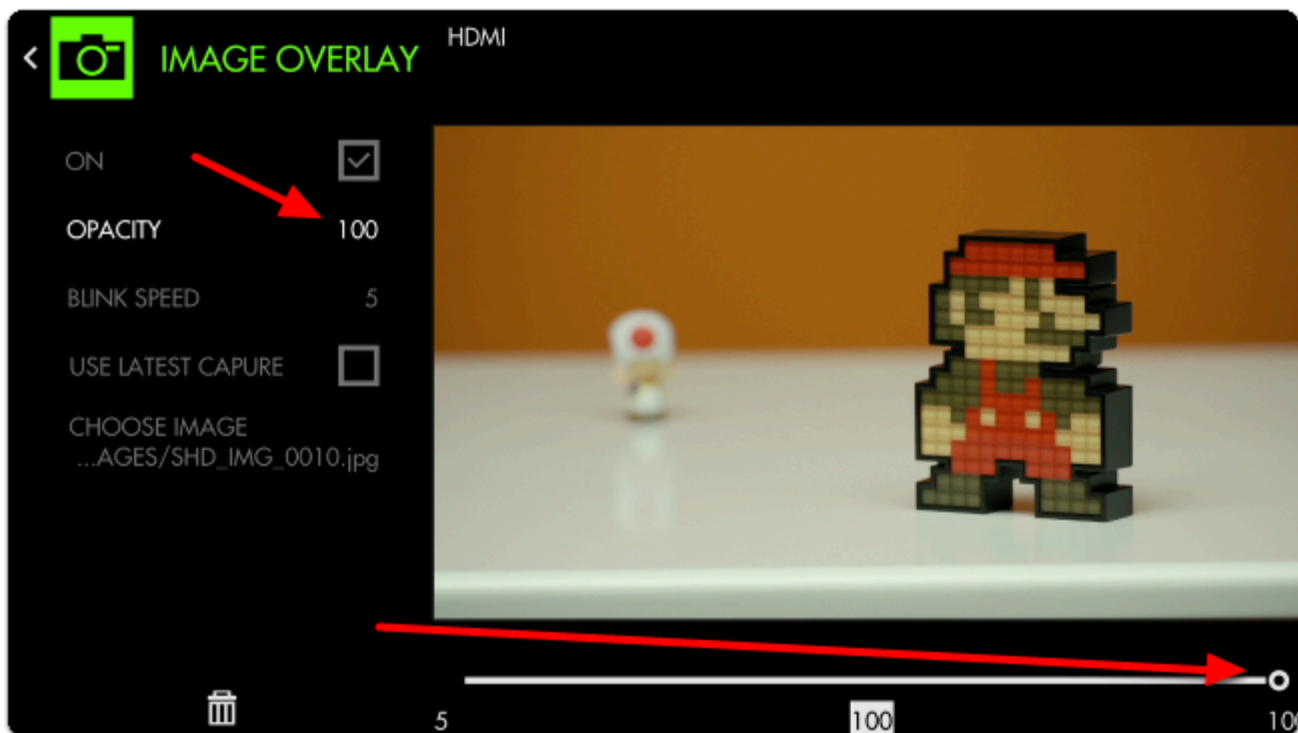 IMAGE OVERLAY
HDMI
ON
OPACITY 100
BLINK SPEED 5
USE LATEST CAPURE
CHOOSE IMAGE
...AGES/SHD_IMG_0010.jpg
5 100 100